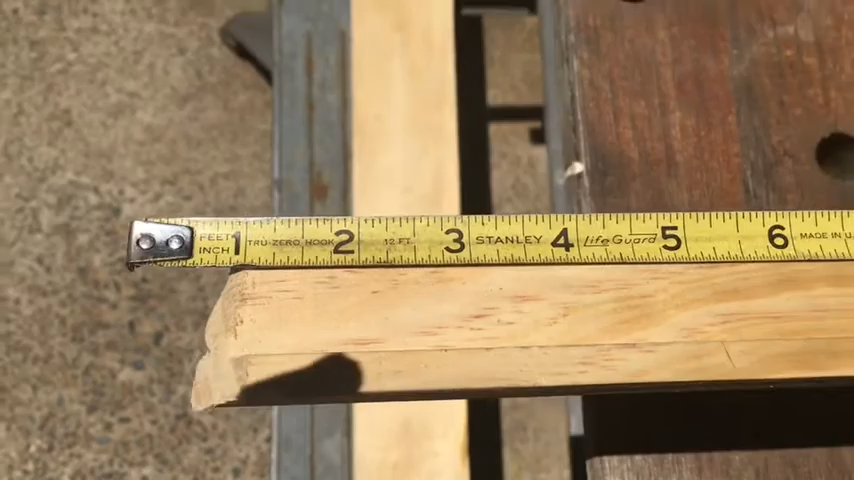 FEET 1 TRU-ZERO HOOK 2 12 FT. 3 STANLEY 4 LifeGuard 5 6 MADE IN
INCH